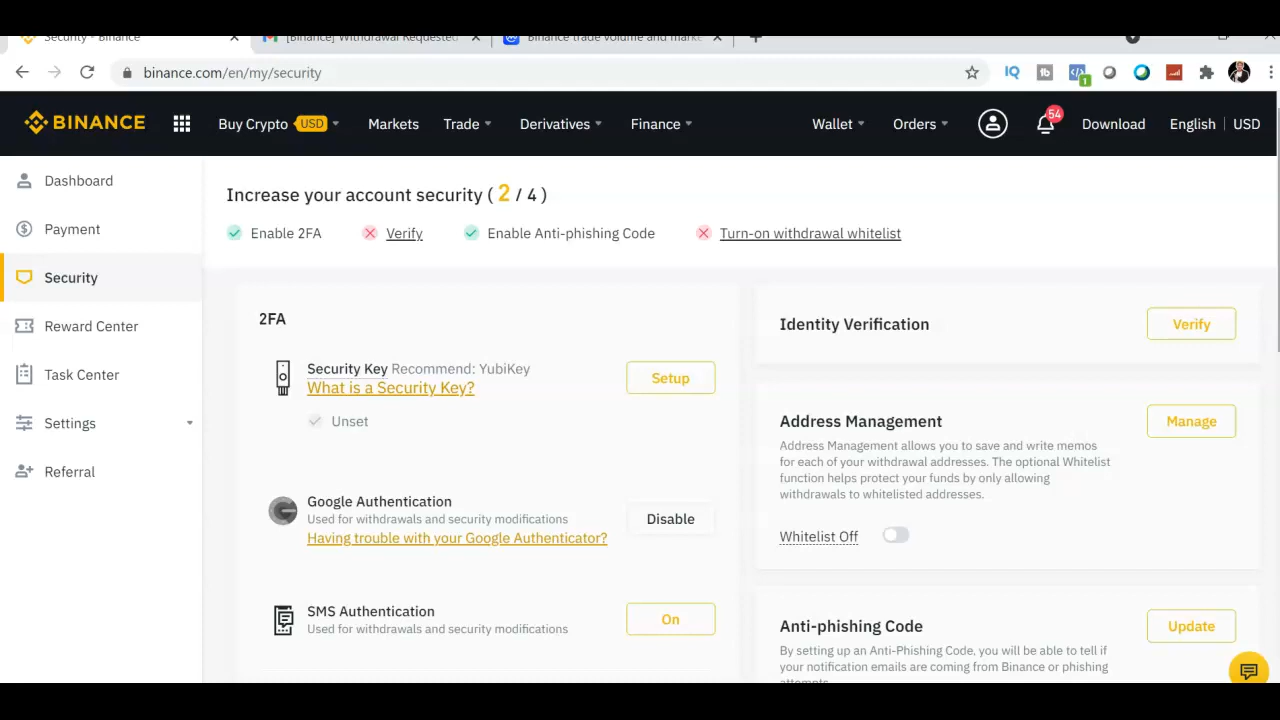 Security - Binance
[Binance] Withdrawal Requested
Binance trade volume and marke
binance.com/en/my/security
IQ
tb
1
BINANCE
Buy Crypto USD
Markets
Trade
Derivatives
Finance
Wallet
Orders
54
Download
English | USD
Dashboard
Payment
Security
Reward Center
Task Center
Settings
Referral
Increase your account security ( 2 / 4 )
Enable 2FA
Verify
Enable Anti-phishing Code
Turn-on withdrawal whitelist
2FA
Security Key Recommend: YubiKey
What is a Security Key?
Setup
Unset
Google Authentication
Used for withdrawals and security modifications
Having trouble with your Google Authenticator?
Disable
SMS Authentication
Used for withdrawals and security modifications
On
Identity Verification
Verify
Address Management
Manage
Address Management allows you to save and write memos
for each of your withdrawal addresses. The optional Whitelist
function helps protect your funds by only allowing
withdrawals to whitelisted addresses.
Whitelist Off
Anti-phishing Code
Update
By setting up an Anti-Phishing Code, you will be able to tell if
your notification emails are coming from Binance or phishing
attempts.